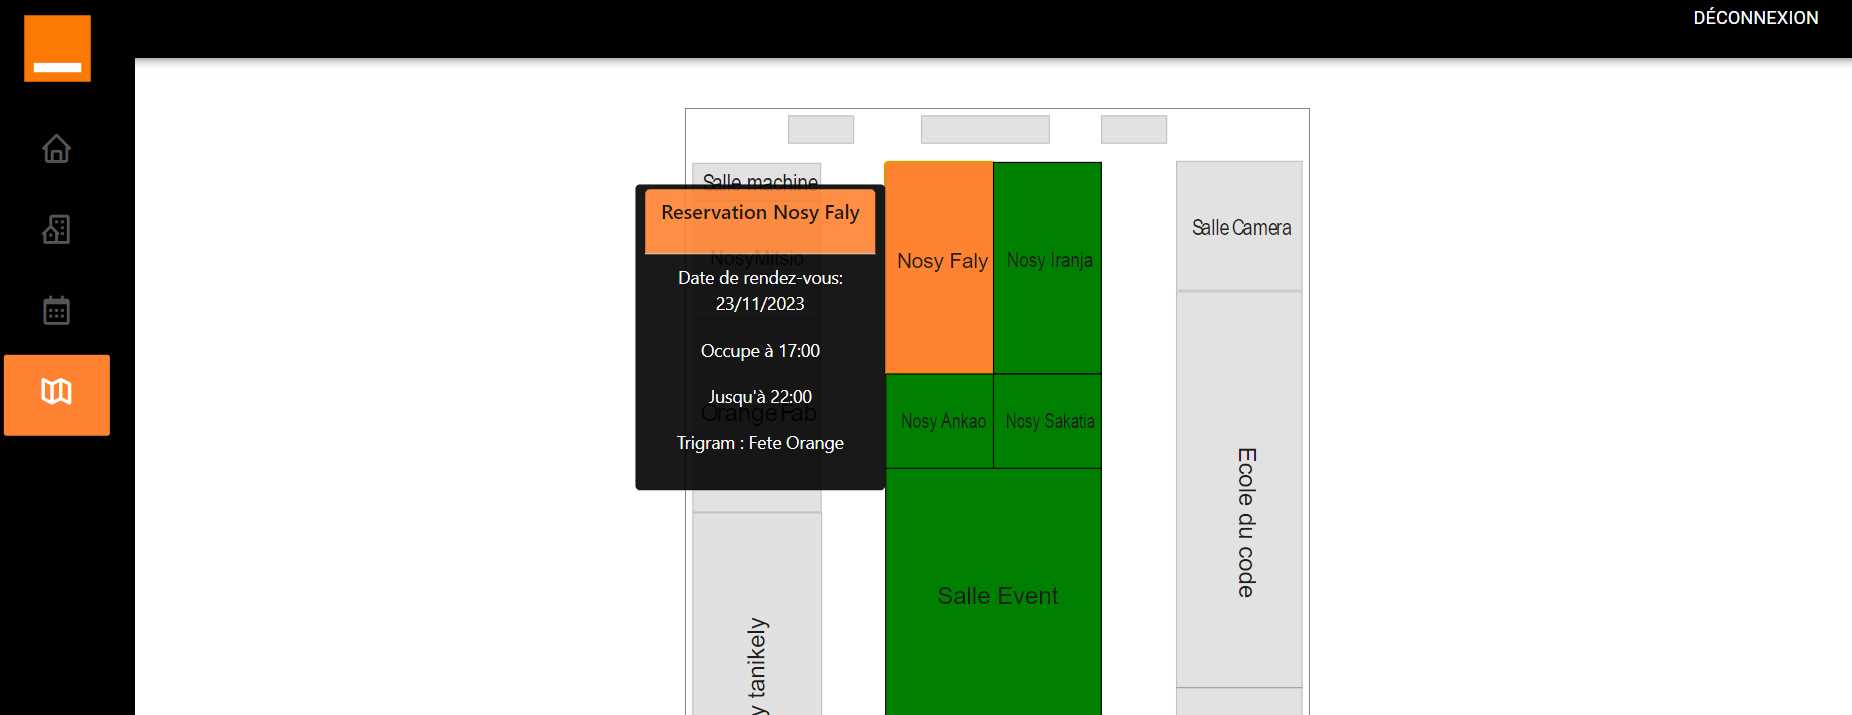 DÉCONNEXION
Salle machine
Reservation Nosy Faly
NosyMitsio
Date de rendez-vous:
23/11/2023
Occupe à 17:00
Jusqu'à 22:00
Orange Fab
Trigram : Fete Orange
Nosy Faly
Nosy Iranja
Nosy Ankao
Nosy Sakatia
Salle Event
Salle Camera
Ecole du code
y tanikely